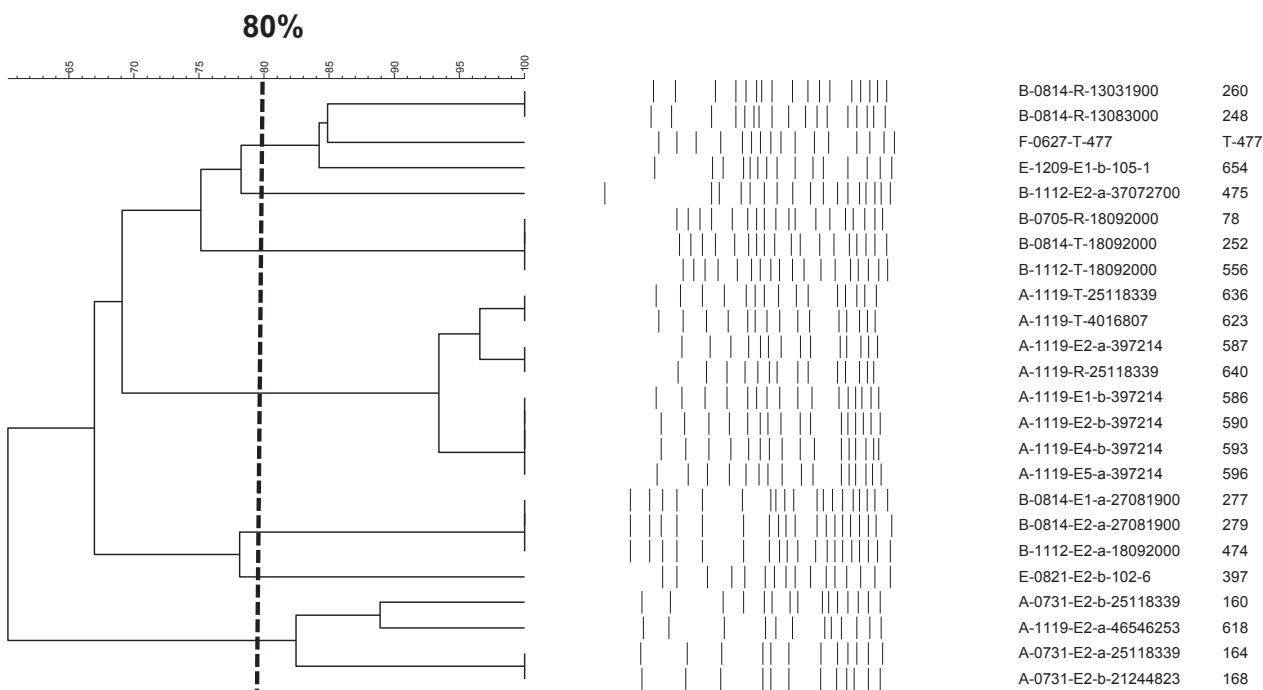 80%
65 70 75 80 85 90 95 100
B-0814-R-13031900 260
B-0814-R-13083000 248
F-0627-T-477 T-477
E-1209-E1-b-105-1 654
B-1112-E2-a-37072700 475
B-0705-R-18092000 78
B-0814-T-18092000 252
B-1112-T-18092000 556
A-1119-T-25118339 636
A-1119-T-4016807 623
A-1119-E2-a-397214 587
A-1119-R-25118339 640
A-1119-E1-b-397214 586
A-1119-E2-b-397214 590
A-1119-E4-b-397214 593
A-1119-E5-a-397214 596
B-0814-E1-a-27081900 277
B-0814-E2-a-27081900 279
B-1112-E2-a-18092000 474
E-0821-E2-b-102-6 397
A-0731-E2-b-25118339 160
A-1119-E2-a-46546253 618
A-0731-E2-a-25118339 164
A-0731-E2-b-21244823 168